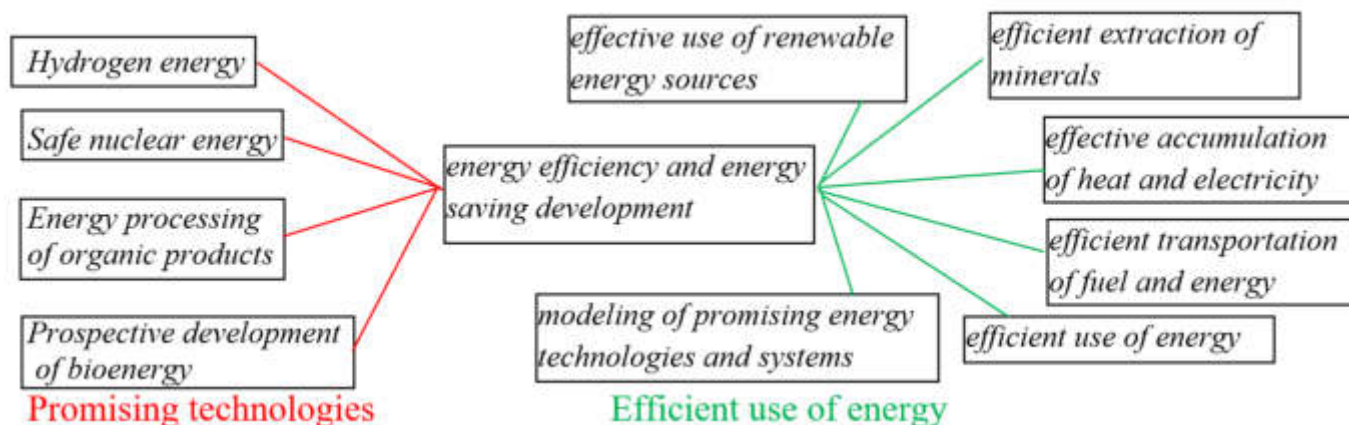 Hydrogen energy
Safe nuclear energy
Energy processing
of organic products
Prospective development
of bioenergy
Promising technologies
energy efficiency and energy
saving development
effective use of renewable
energy sources
efficient extraction of
minerals
effective accumulation
of heat and electricity
efficient transportation
of fuel and energy
efficient use of energy
modeling of promising energy
technologies and systems
Efficient use of energy